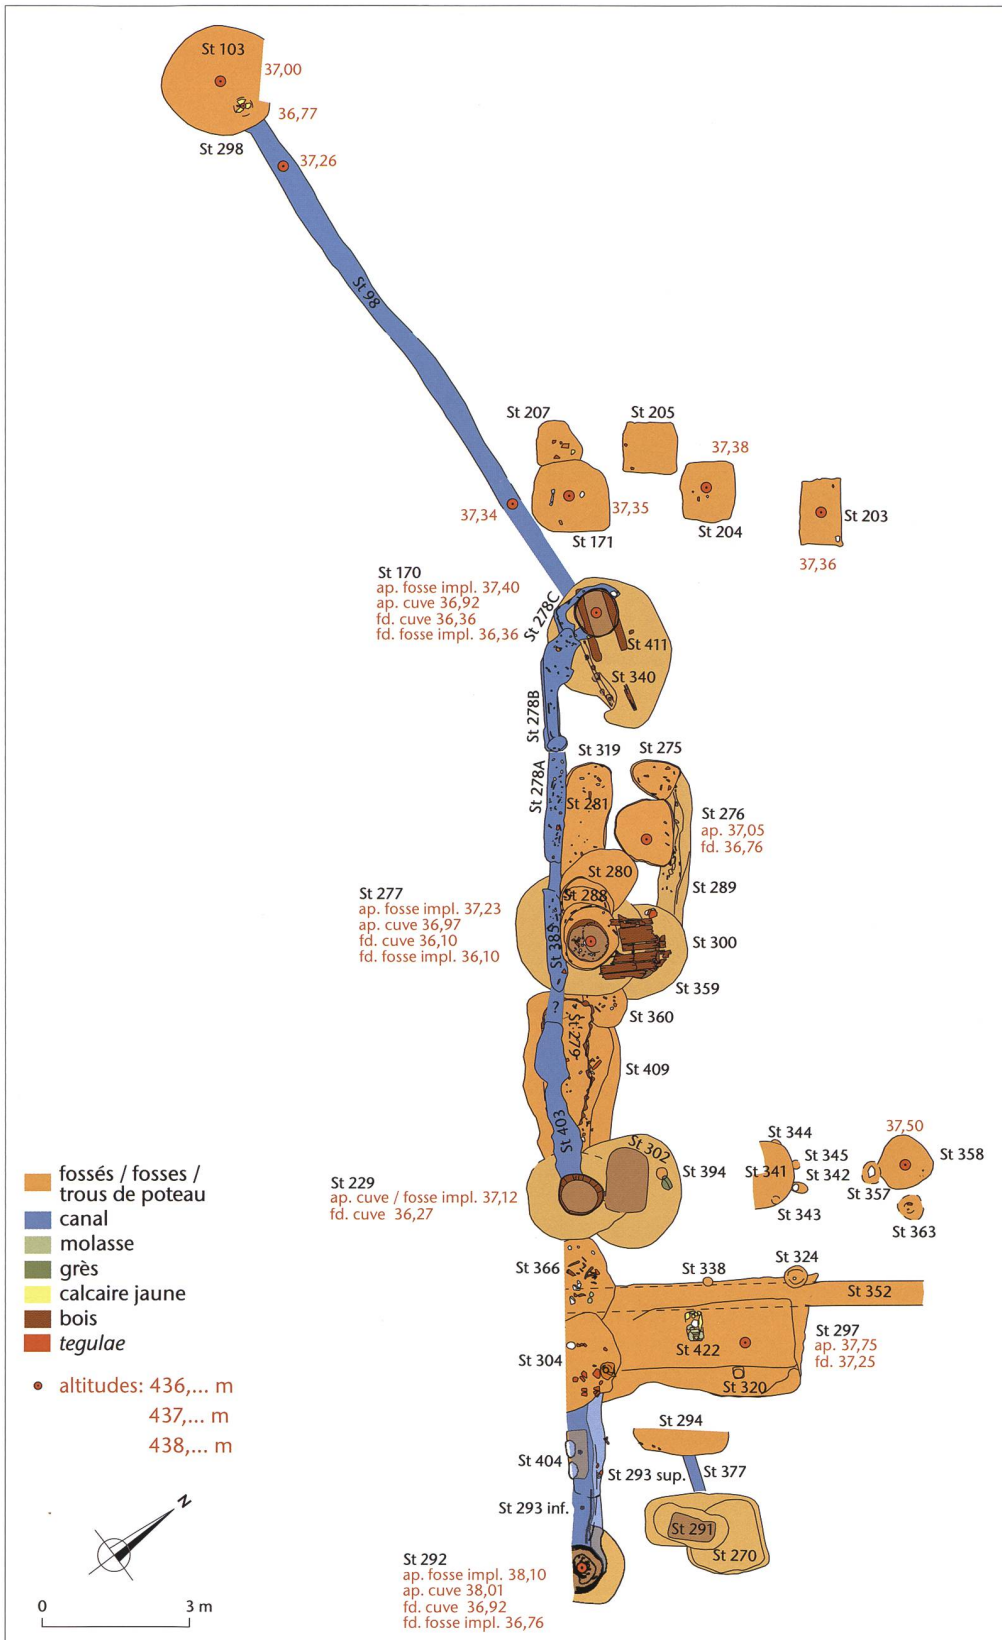 St 103
37,00
36,77
St 298
37,26
St 98
St 207
St 205
37,38
37,34
37,35
St 171
St 204
St 203
37,36
St 170
ap. fosse impl. 37,40
ap. cuve 36,92
fd. cuve 36,36
fd. fosse impl. 36,36
St 278C
St 411
St 340
St 278B
St 319
St 275
St 278A
St 281
St 276
ap. 37,05
fd. 36,76
St 280
St 289
St 277
ap. fosse impl. 37,23
ap. cuve 36,97
fd. cuve 36,10
fd. fosse impl. 36,10
St 288
St 385
St 300
St 359
?
St 360
St 279
St 409
St 403
St 302
St 394
St 229
ap. cuve / fosse impl. 37,12
fd. cuve 36,27
St 344
37,50
St 345
St 358
St 341
St 342
St 357
St 343
St 363
fossés / fosses /
trous de poteau
canal
molasse
grès
calcaire jaune
bois
tegulae
altitudes: 436,... m
437,... m
438,... m
St 366
St 338
St 324
St 352
St 297
ap. 37,75
fd. 37,25
St 422
St 304
St 320
St 294
St 404
St 293 sup.
St 377
St 293 inf.
St 291
St 270
St 292
ap. fosse impl. 38,10
ap. cuve 38,01
fd. cuve 36,92
fd. fosse impl. 36,76
N
0 3 m